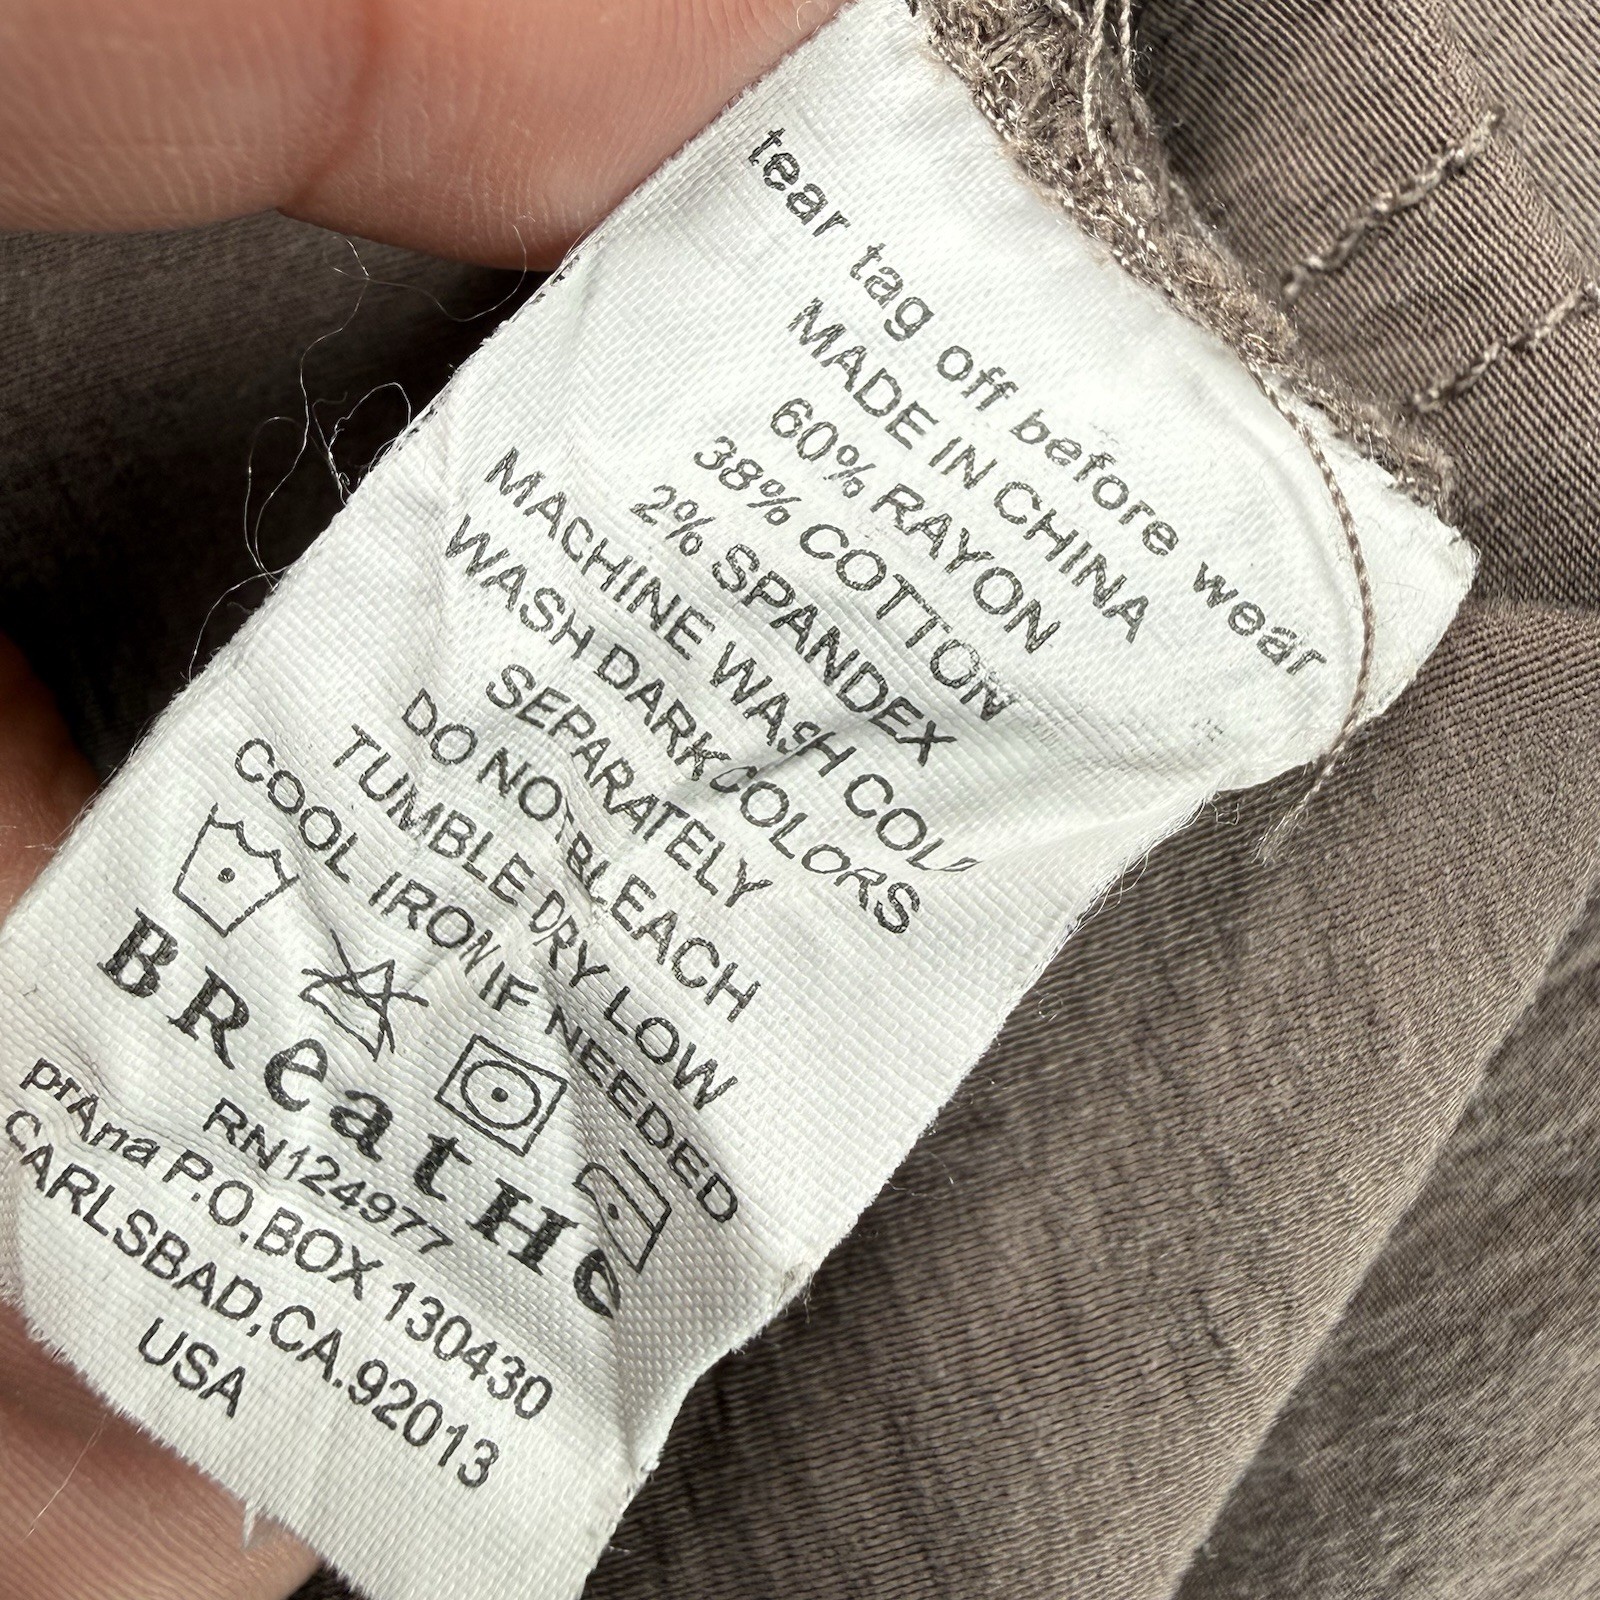 tear tag off before wear
MADE IN CHINA
60% RAYON
38% COTTON
2% SPANDEX
MACHINE WASH
WASH DARK COLORS
SEPARATELY
DO NOT BLEACH
TUMBLE DRY LOW
COOL IRON IF NEEDED
BReatHe
RN124977
prAna P.O.BOX 130430
CARLSBAD,CA.92013
USA